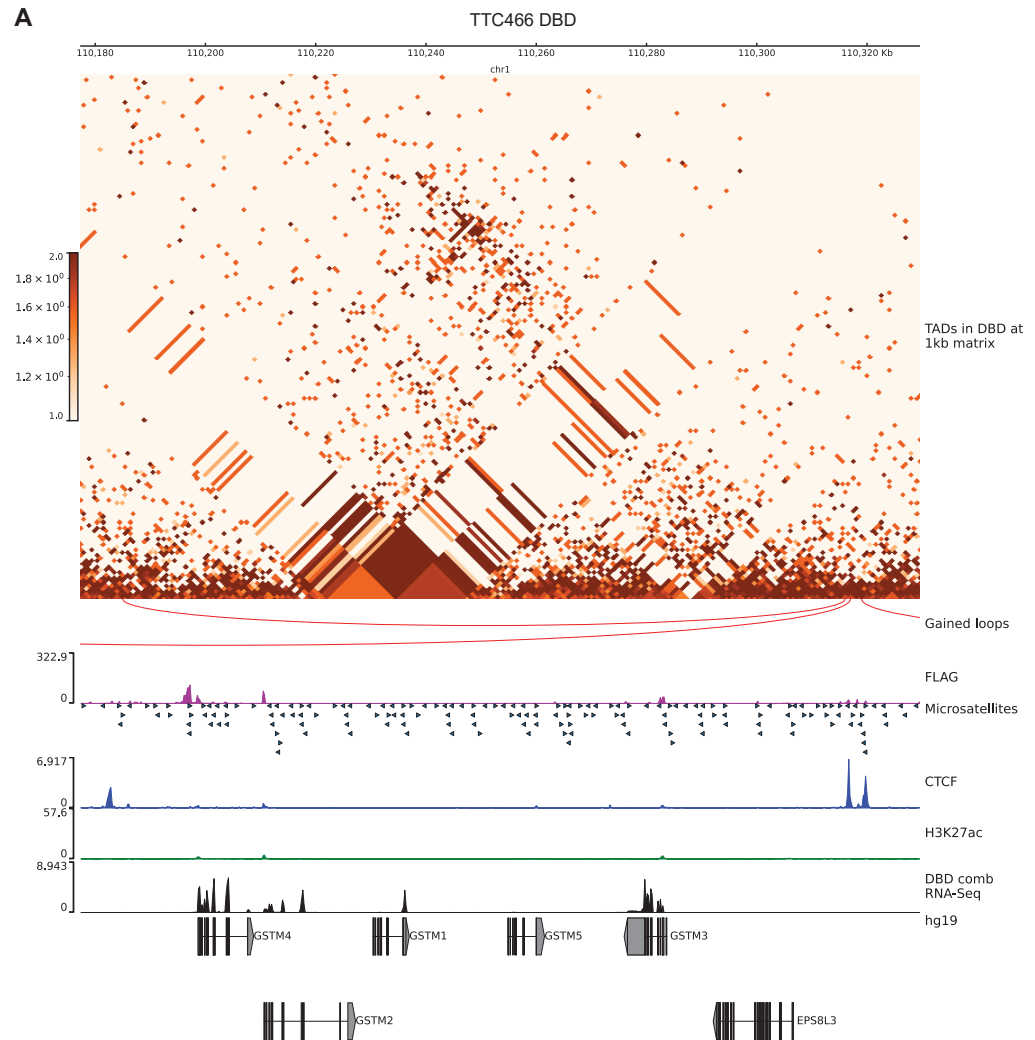 A
TTC466 DBD
110,180 110,200 110,220 110,240 110,260 110,280 110,300 110,320 Kb
chr1
2.0
1.8 × 10⁰
1.6 × 10⁰
1.4 × 10⁰
1.2 × 10⁰
1.0
TADs in DBD at
1kb matrix
Gained loops
322.9
0
FLAG
Microsatellites
6.917
0
CTCF
57.6
0
H3K27ac
8.943
0
DBD comb
RNA-Seq
hg19
GSTM4 GSTM1 GSTM5 GSTM3
GSTM2 EPS8L3